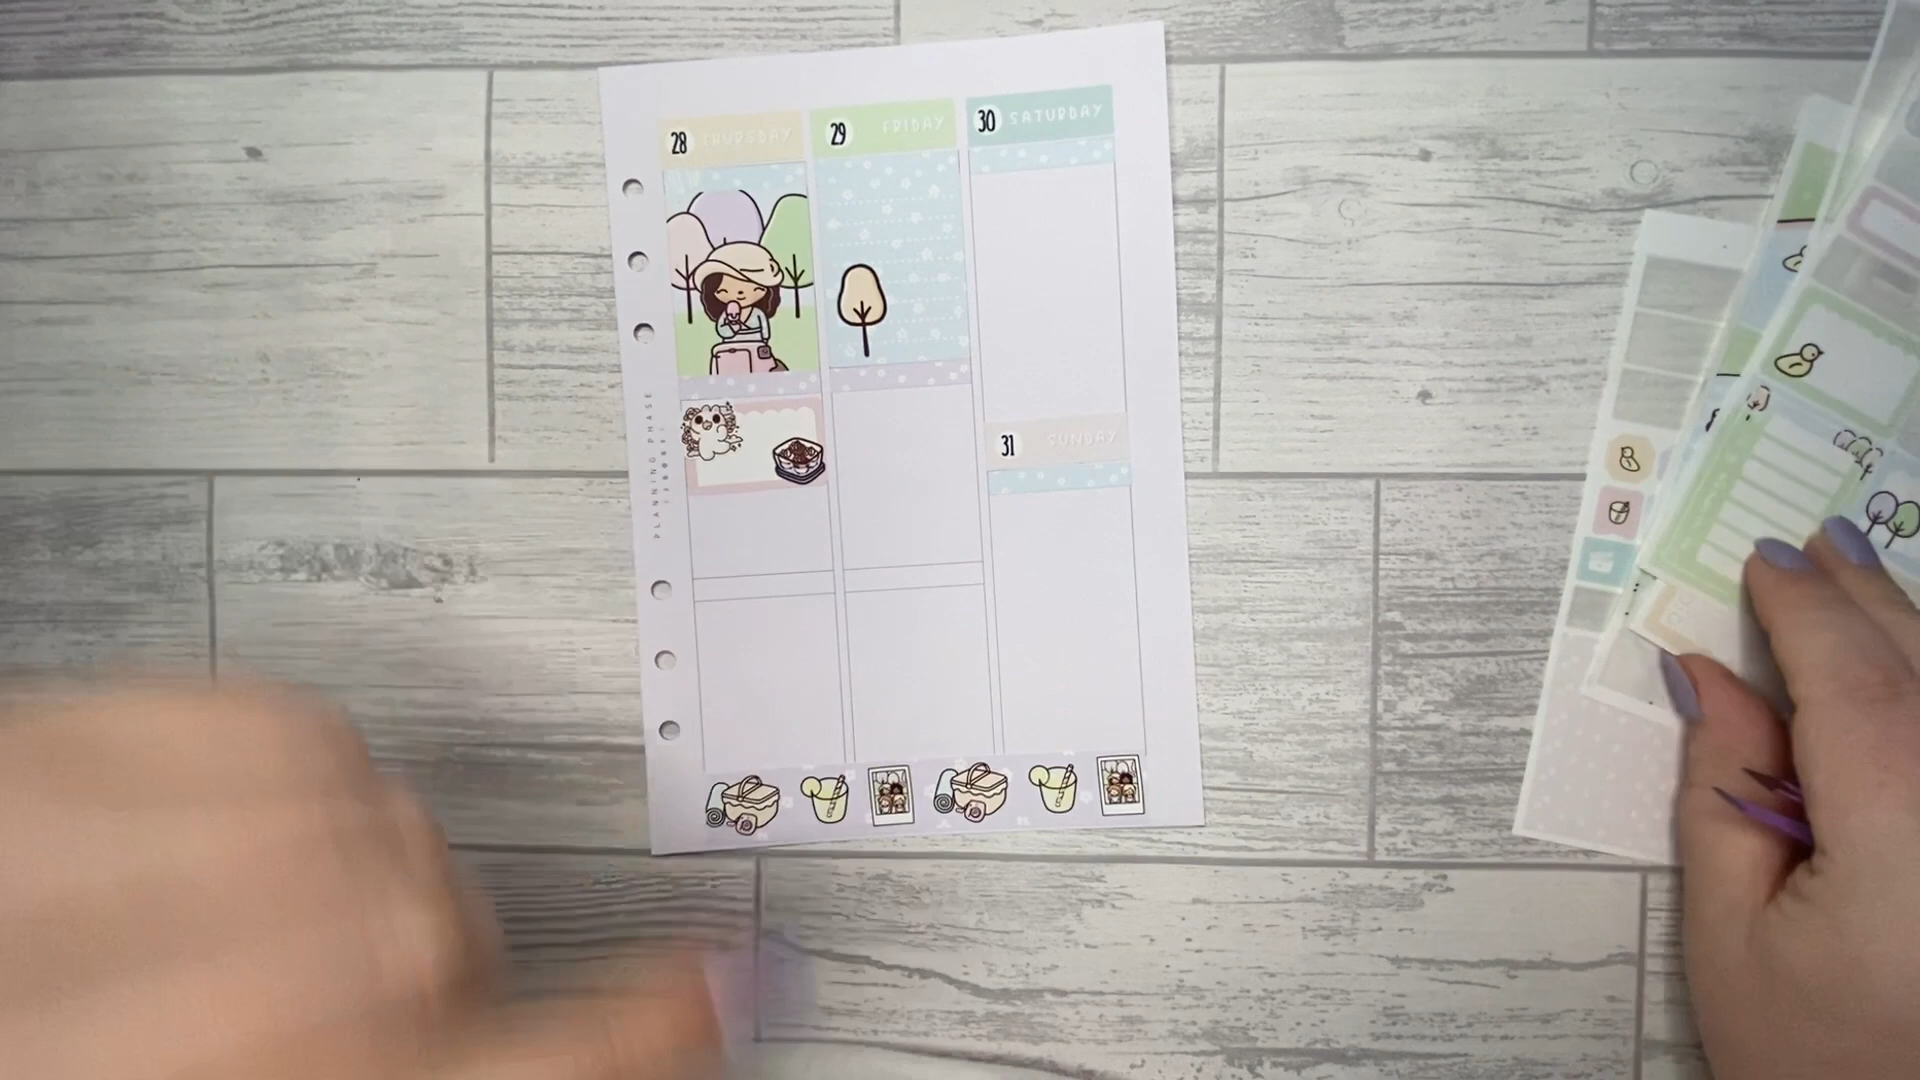 28 THURSDAY
29 FRIDAY
30 SATURDAY
31 SUNDAY
PLANNING PHASE